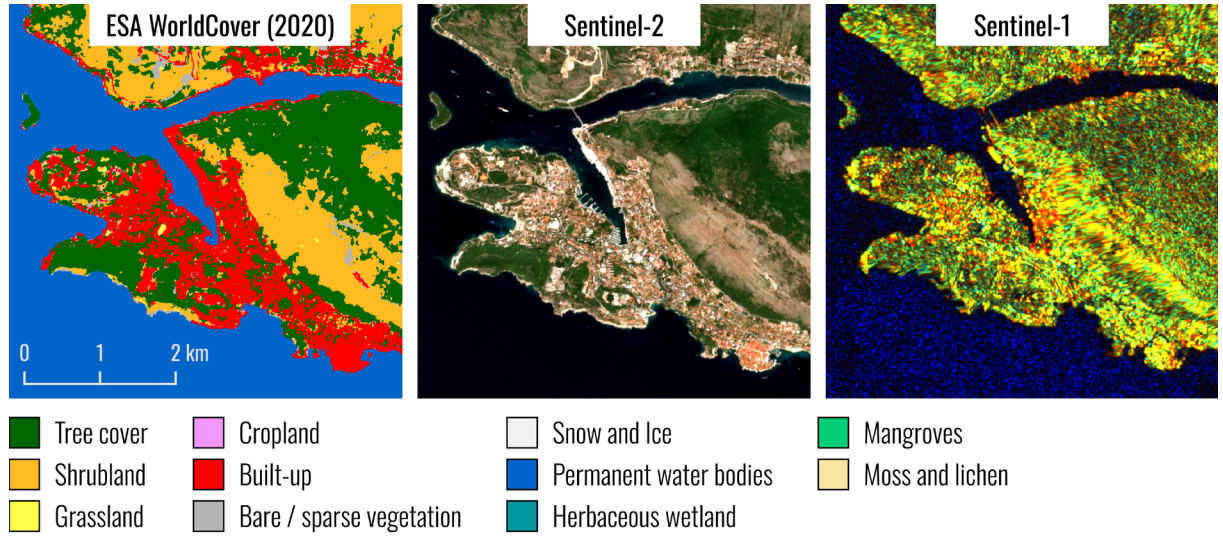 ESA WorldCover (2020)
Sentinel-2
Sentinel-1
0 1 2 km
Tree cover
Cropland
Snow and Ice
Mangroves
Shrubland
Built-up
Permanent water bodies
Moss and lichen
Grassland
Bare / sparse vegetation
Herbaceous wetland